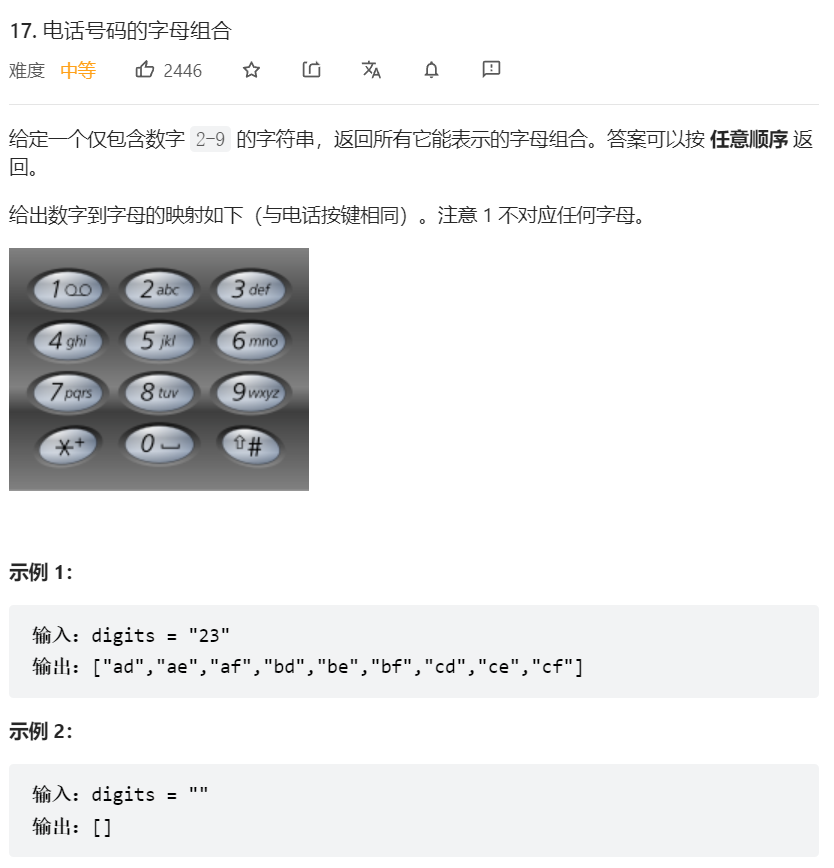 17. 电话号码的字母组合
难度 中等 2446
给定一个仅包含数字 2-9 的字符串，返回所有它能表示的字母组合。答案可以按 任意顺序 返
回。
给出数字到字母的映射如下（与电话按键相同）。注意 1 不对应任何字母。
1 2 abc 3 def
4 ghi 5 jkl 6 mno
7 pqrs 8 tuv 9 wxyz
* + 0 #
示例 1：
输入：digits = "23"
输出：["ad","ae","af","bd","be","bf","cd","ce","cf"]
示例 2：
输入：digits = ""
输出：[]